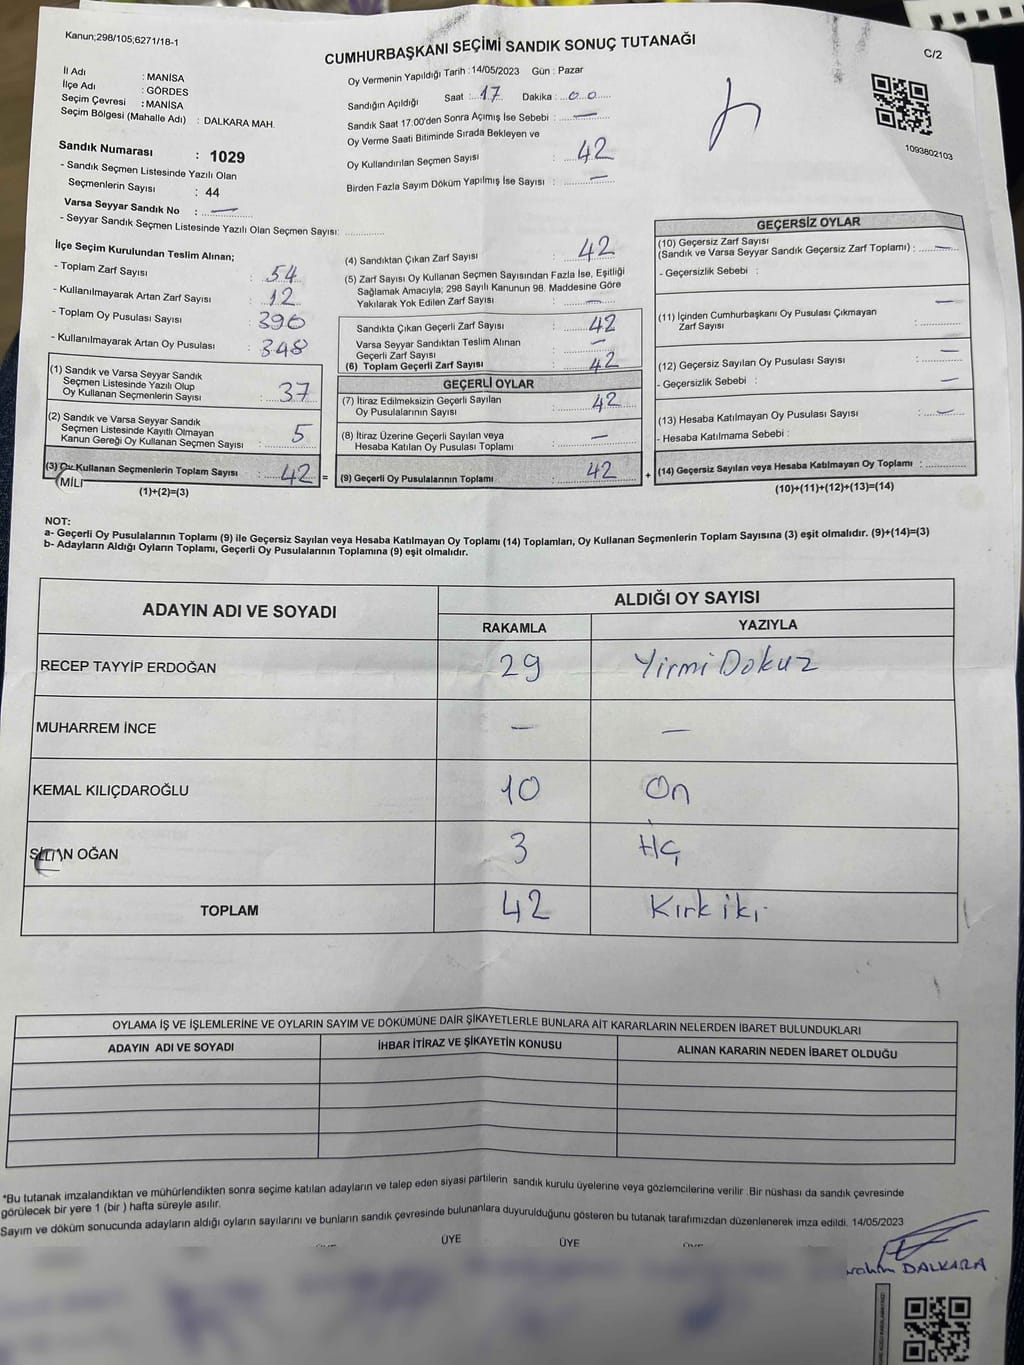 Kanun;298/105;6271/18-1
CUMHURBAŞKANI SEÇİMİ SANDIK SONUÇ TUTANAĞI
C/2
İl Adı : MANİSA
İlçe Adı : GÖRDES
Seçim Çevresi : MANİSA
Seçim Bölgesi (Mahalle Adı) : DALKARA MAH.
Sandık Numarası : 1029
- Sandık Seçmen Listesinde Yazılı Olan
Seçmenlerin Sayısı : 44
Varsa Seyyar Sandık No : —
- Seyyar Sandık Seçmen Listesinde Yazılı Olan Seçmen Sayısı:
Oy Vermenin Yapıldığı Tarih : 14/05/2023 Gün : Pazar
Sandığın Açıldığı Saat : 17 Dakika : 00
Sandık Saat 17.00'den Sonra Açımış İse Sebebi : —
Oy Verme Saati Bitiminde Sırada Bekleyen ve
Oy Kullandırılan Seçmen Sayısı : 42
Birden Fazla Sayım Döküm Yapılmış İse Sayısı : —
1093802103
İlçe Seçim Kurulundan Teslim Alınan;
- Toplam Zarf Sayısı : 54
- Kullanılmayarak Artan Zarf Sayısı : 12
- Toplam Oy Pusulası Sayısı : 390
- Kullanılmayarak Artan Oy Pusulası : 348
(1) Sandık ve Varsa Seyyar Sandık
Seçmen Listesinde Yazılı Olup
Oy Kullanan Seçmenlerin Sayısı : 37
(2) Sandık ve Varsa Seyyar Sandık
Seçmen Listesinde Kayıtlı Olmayan
Kanun Gereği Oy Kullanan Seçmen Sayısı : 5
(3) Oy Kullanan Seçmenlerin Toplam Sayısı : 42 =
MİLİ
(1)+(2)=(3)
(4) Sandıktan Çıkan Zarf Sayısı : 42
(5) Zarf Sayısı Oy Kullanan Seçmen Sayısından Fazla İse, Eşitliği
Sağlamak Amacıyla; 298 Sayılı Kanunun 98. Maddesine Göre
Yakılarak Yok Edilen Zarf Sayısı : —
Sandıkta Çıkan Geçerli Zarf Sayısı : 42
Varsa Seyyar Sandıktan Teslim Alınan
Geçerli Zarf Sayısı : —
(6) Toplam Geçerli Zarf Sayısı : 42
GEÇERLİ OYLAR
(7) İtiraz Edilmeksizin Geçerli Sayılan
Oy Pusulalarının Sayısı : 42
(8) İtiraz Üzerine Geçerli Sayılan veya
Hesaba Katılan Oy Pusulası Toplamı : —
(9) Geçerli Oy Pusulalarının Toplamı : 42 +
GEÇERSİZ OYLAR
(10) Geçersiz Zarf Sayısı
(Sandık ve Varsa Seyyar Sandık Geçersiz Zarf Toplamı) : —
- Geçersizlik Sebebi :
(11) İçinden Cumhurbaşkanı Oy Pusulası Çıkmayan
Zarf Sayısı : —
(12) Geçersiz Sayılan Oy Pusulası Sayısı : —
- Geçersizlik Sebebi : —
(13) Hesaba Katılmayan Oy Pusulası Sayısı : —
- Hesaba Katılmama Sebebi :
(14) Geçersiz Sayılan veya Hesaba Katılmayan Oy Toplamı :
(10)+(11)+(12)+(13)=(14)
NOT:
a- Geçerli Oy Pusulalarının Toplamı (9) ile Geçersiz Sayılan veya Hesaba Katılmayan Oy Toplamı (14) Toplamları, Oy Kullanan Seçmenlerin Toplam Sayısına (3) eşit olmalıdır. (9)+(14)=(3)
b- Adayların Aldığı Oyların Toplamı, Geçerli Oy Pusulalarının Toplamına (9) eşit olmalıdır.
ADAYIN ADI VE SOYADI ALDIĞI OY SAYISI
RAKAMLA YAZIYLA
RECEP TAYYİP ERDOĞAN 29 Yirmi Dokuz
MUHARREM İNCE — —
KEMAL KILIÇDAROĞLU 10 On
OĞAN 3
TOPLAM 42 Kırk iki
OYLAMA İŞ VE İŞLEMLERİNE VE OYLARIN SAYIM VE DÖKÜMÜNE DAİR ŞİKAYETLERLE BUNLARA AİT KARARLARIN NELERDEN İBARET BULUNDUKLARI
ADAYIN ADI VE SOYADI İHBAR İTİRAZ VE ŞİKAYETİN KONUSU ALINAN KARARIN NEDEN İBARET OLDUĞU
*Bu tutanak imzalandıktan ve mühürlendikten sonra seçime katılan adayların ve talep eden siyasi partilerin sandık kurulu üyelerine veya gözlemcilerine verilir .Bir nüshası da sandık çevresinde
görülecek bir yere 1 (bir ) hafta süreyle asılır.
Sayım ve döküm sonucunda adayların aldığı oyların sayılarını ve bunların sandık çevresinde bulunanlara duyurulduğunu gösteren bu tutanak tarafımızdan düzenlenerek imza edildi. 14/05/2023
ÜYE ÜYE
DALKARA